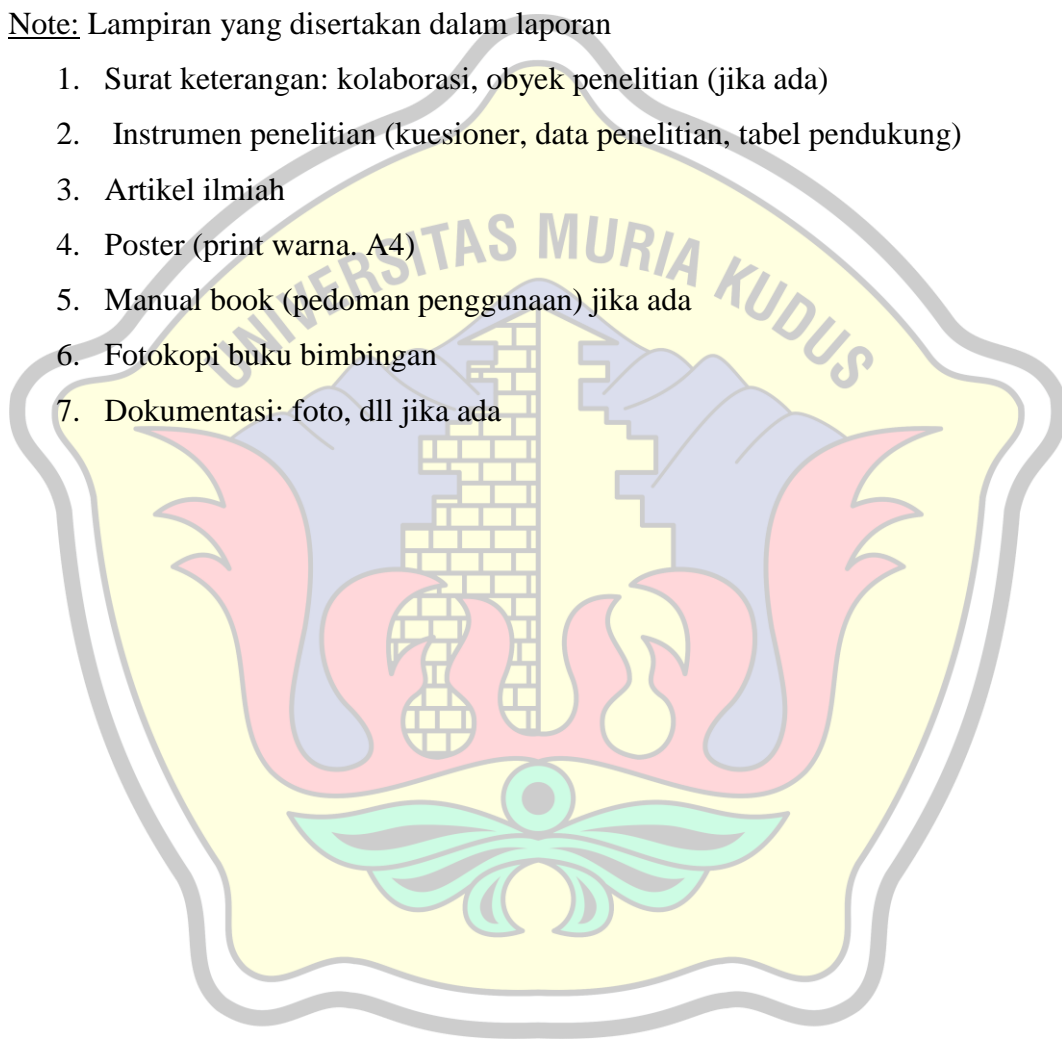 Note: Lampiran yang disertakan dalam laporan
1. Surat keterangan: kolaborasi, obyek penelitian (jika ada)
2. Instrumen penelitian (kuesioner, data penelitian, tabel pendukung)
3. Artikel ilmiah
4. Poster (print warna. A4)
5. Manual book (pedoman penggunaan) jika ada
6. Fotokopi buku bimbingan
7. Dokumentasi: foto, dll jika ada
UNIVERSITAS MURIA KUDUS